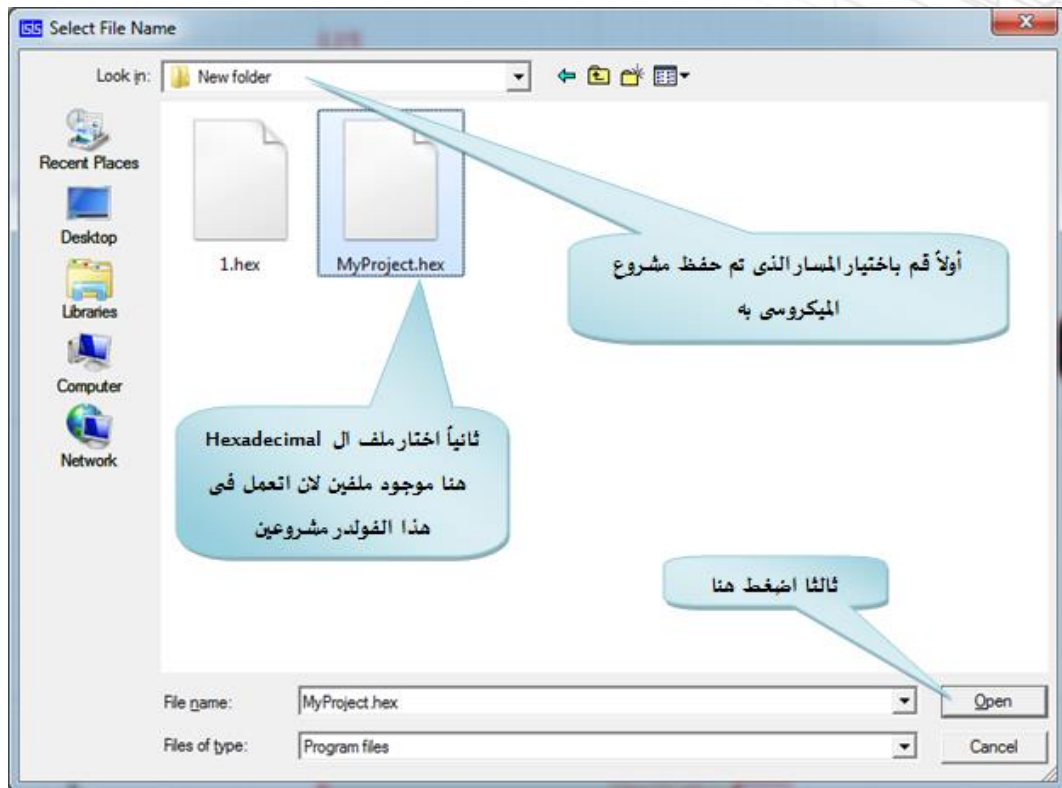 ISIS Select File Name
Look in: New folder
Recent Places
Desktop
Libraries
Computer
Network
1.hex
MyProject.hex
أولاً قم باختيار المسار الذى تم حفظ مشروع
الميكروسى به
ثانياً اختار ملف ال Hexadecimal
هنا موجود ملفين لان اتعمل فى
هذا الفولدر مشروعين
ثالثا اضغط هنا
File name: MyProject.hex Open
Files of type: Program files Cancel